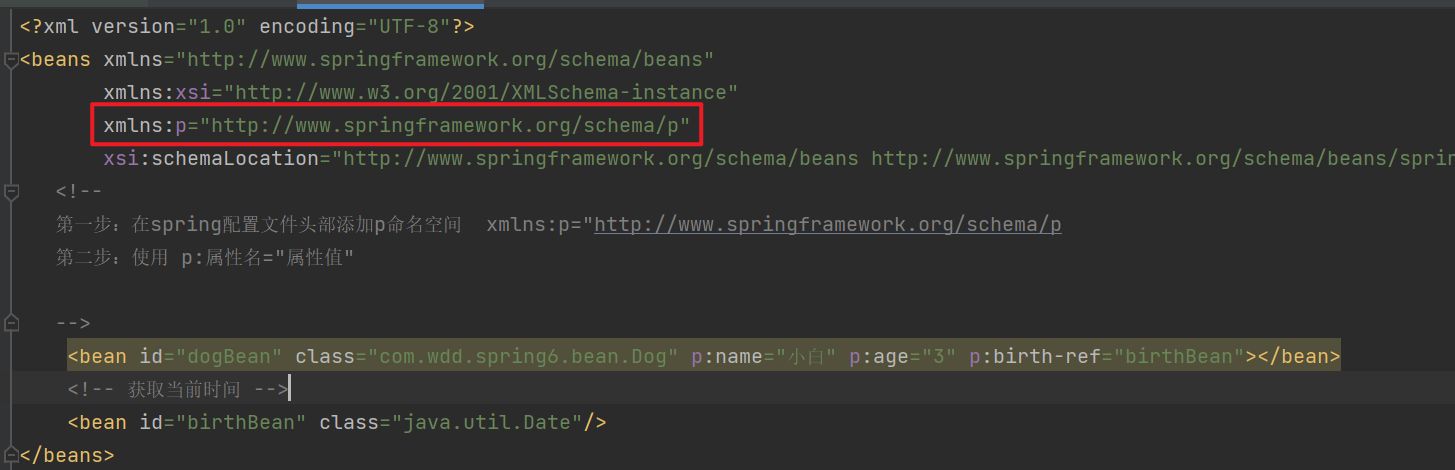 <?xml version="1.0" encoding="UTF-8"?>
<beans xmlns="http://www.springframework.org/schema/beans"
xmlns:xsi="http://www.w3.org/2001/XMLSchema-instance"
xmlns:p="http://www.springframework.org/schema/p"
xsi:schemaLocation="http://www.springframework.org/schema/beans http://www.springframework.org/schema/beans/sprin
<!--
第一步：在spring配置文件头部添加p命名空间  xmlns:p="http://www.springframework.org/schema/p
第二步：使用 p:属性名="属性值"
-->
<bean id="dogBean" class="com.wdd.spring6.bean.Dog" p:name="小白" p:age="3" p:birth-ref="birthBean"></bean>
<!-- 获取当前时间 -->
<bean id="birthBean" class="java.util.Date"/>
</beans>